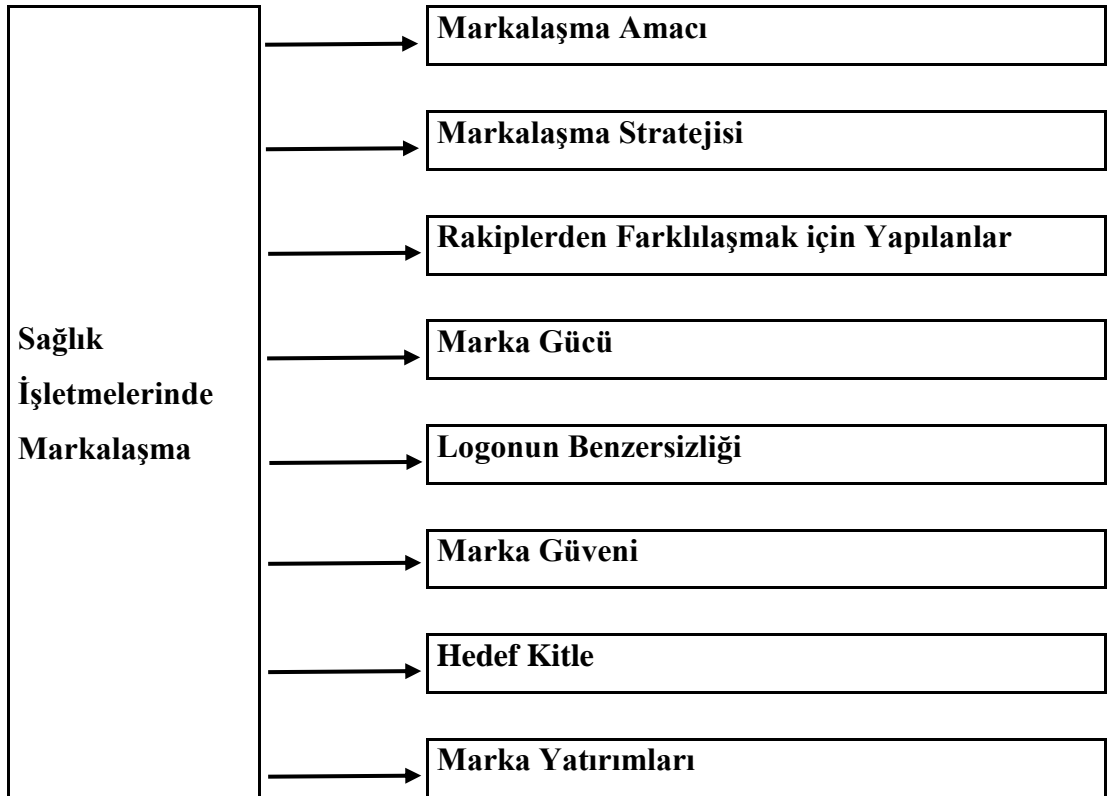 Markalaşma Amacı
Markalaşma Stratejisi
Rakiplerden Farklılaşmak için Yapılanlar
Sağlık
İşletmelerinde
Markalaşma
Marka Gücü
Logonun Benzersizliği
Marka Güveni
Hedef Kitle
Marka Yatırımları